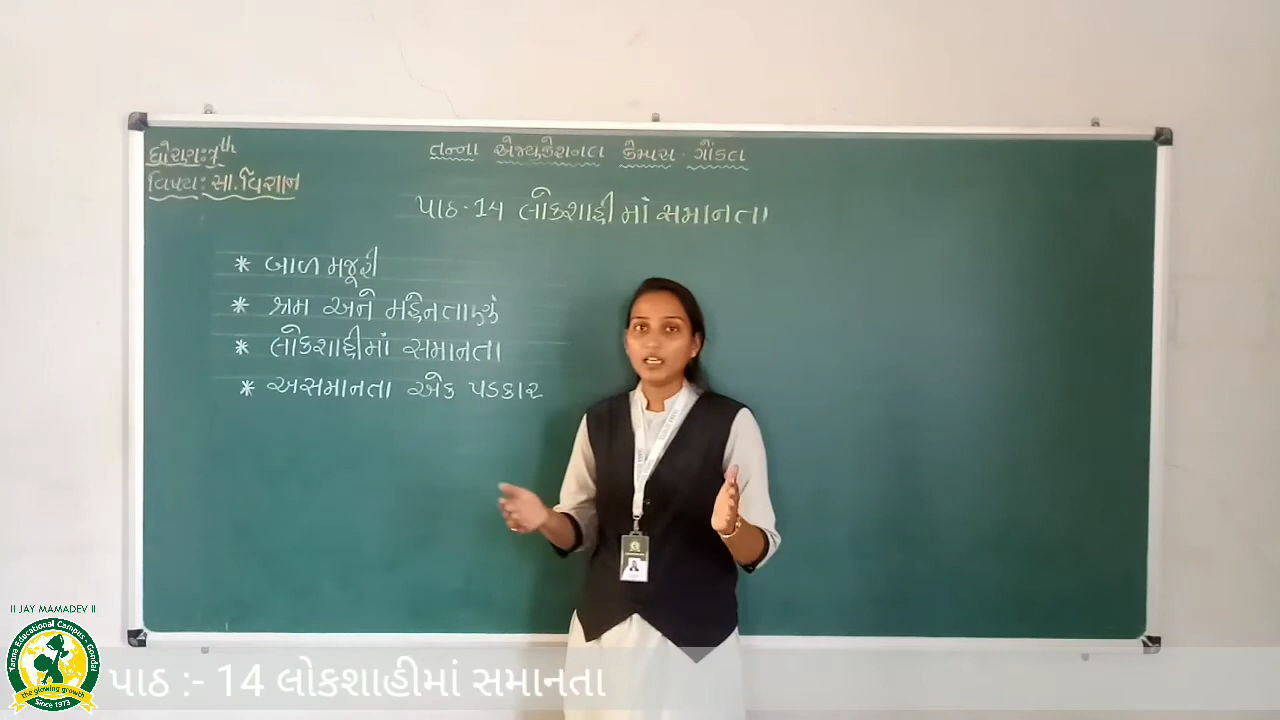 ધોરણ:7th
વિષય: સા.વિજ્ઞાન
તન્ના એજ્યુકેશનલ કેમ્પસ - ગોંડલ
પાઠ-14 લોકશાહીમાં સમાનતા
* બાળ મજૂરી
* શ્રમ અને મહેનતાણું
* લોકશાહીમાં સમાનતા
* અસમાનતા એક પડકાર
II JAY MAMADEV II
Tanna Educational Campus - Gondal
the glowing growth
Since 1973
પાઠ :- 14 લોકશાહીમાં સમાનતા